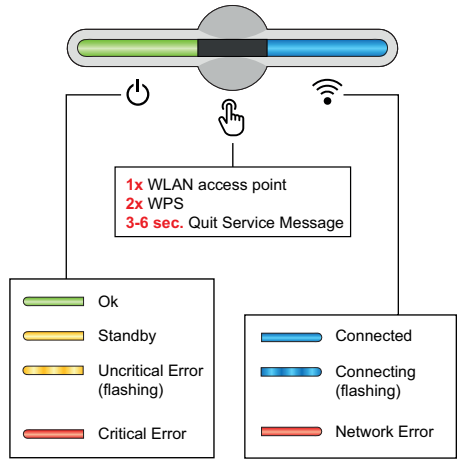 1x WLAN access point
2x WPS
3-6 sec. Quit Service Message
Ok
Standby
Uncritical Error
(flashing)
Critical Error
Connected
Connecting
(flashing)
Network Error